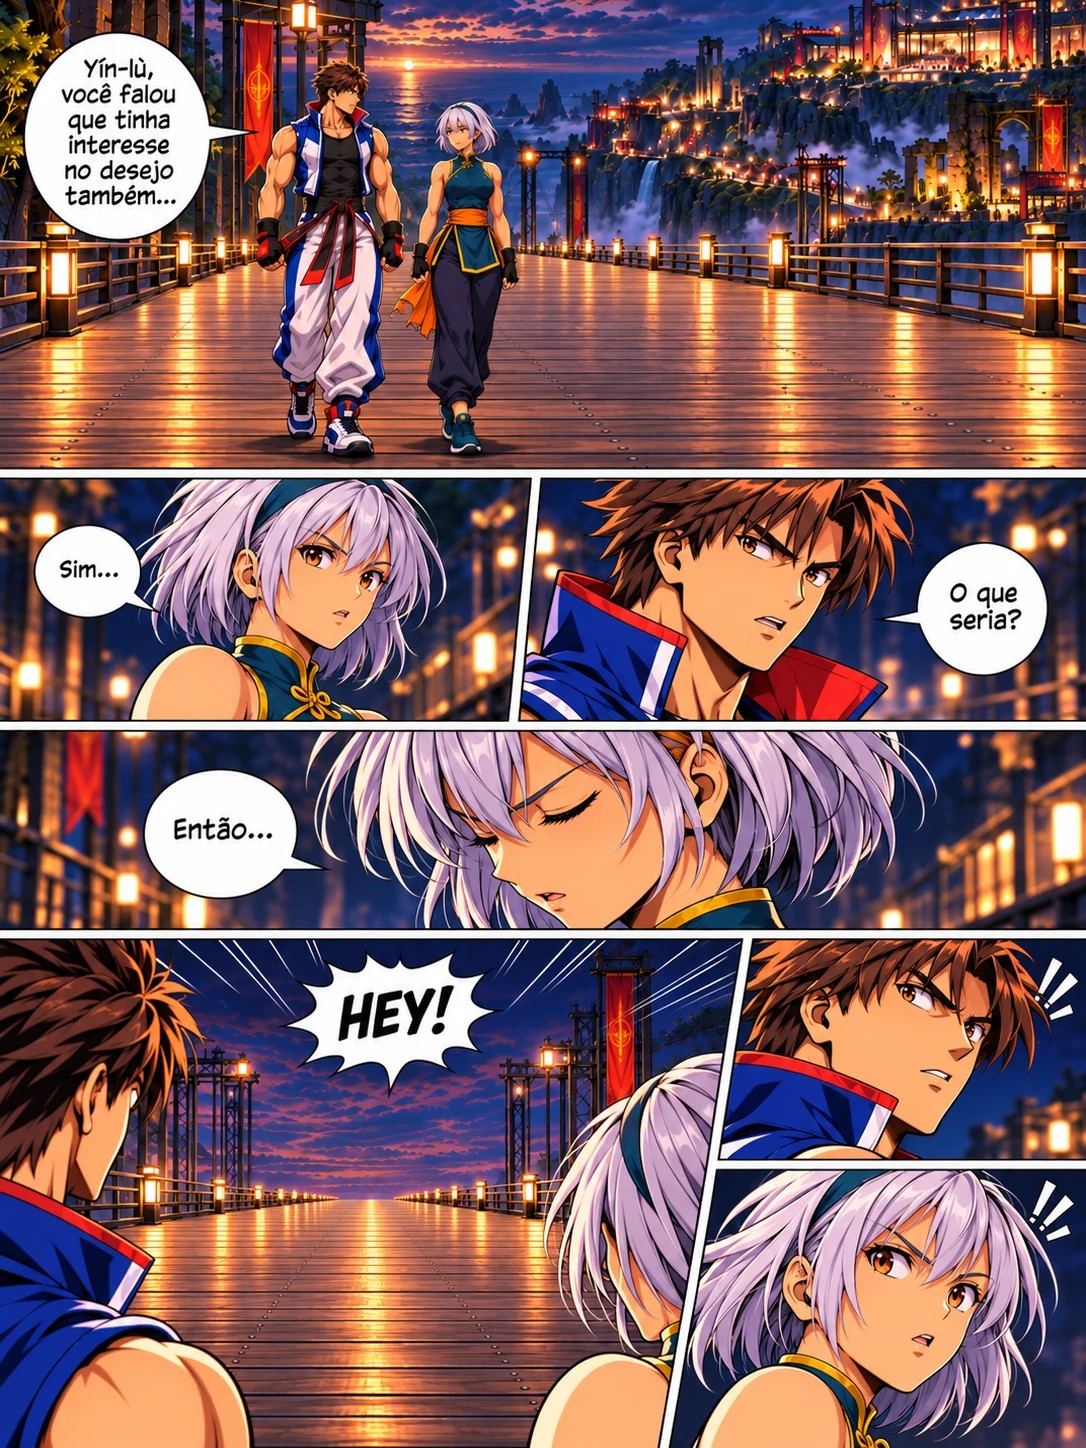 Yín-lù,
você falou
que tinha
interesse
no desejo
também...
Sim...
O que
seria?
Então...
HEY!
!!
!!